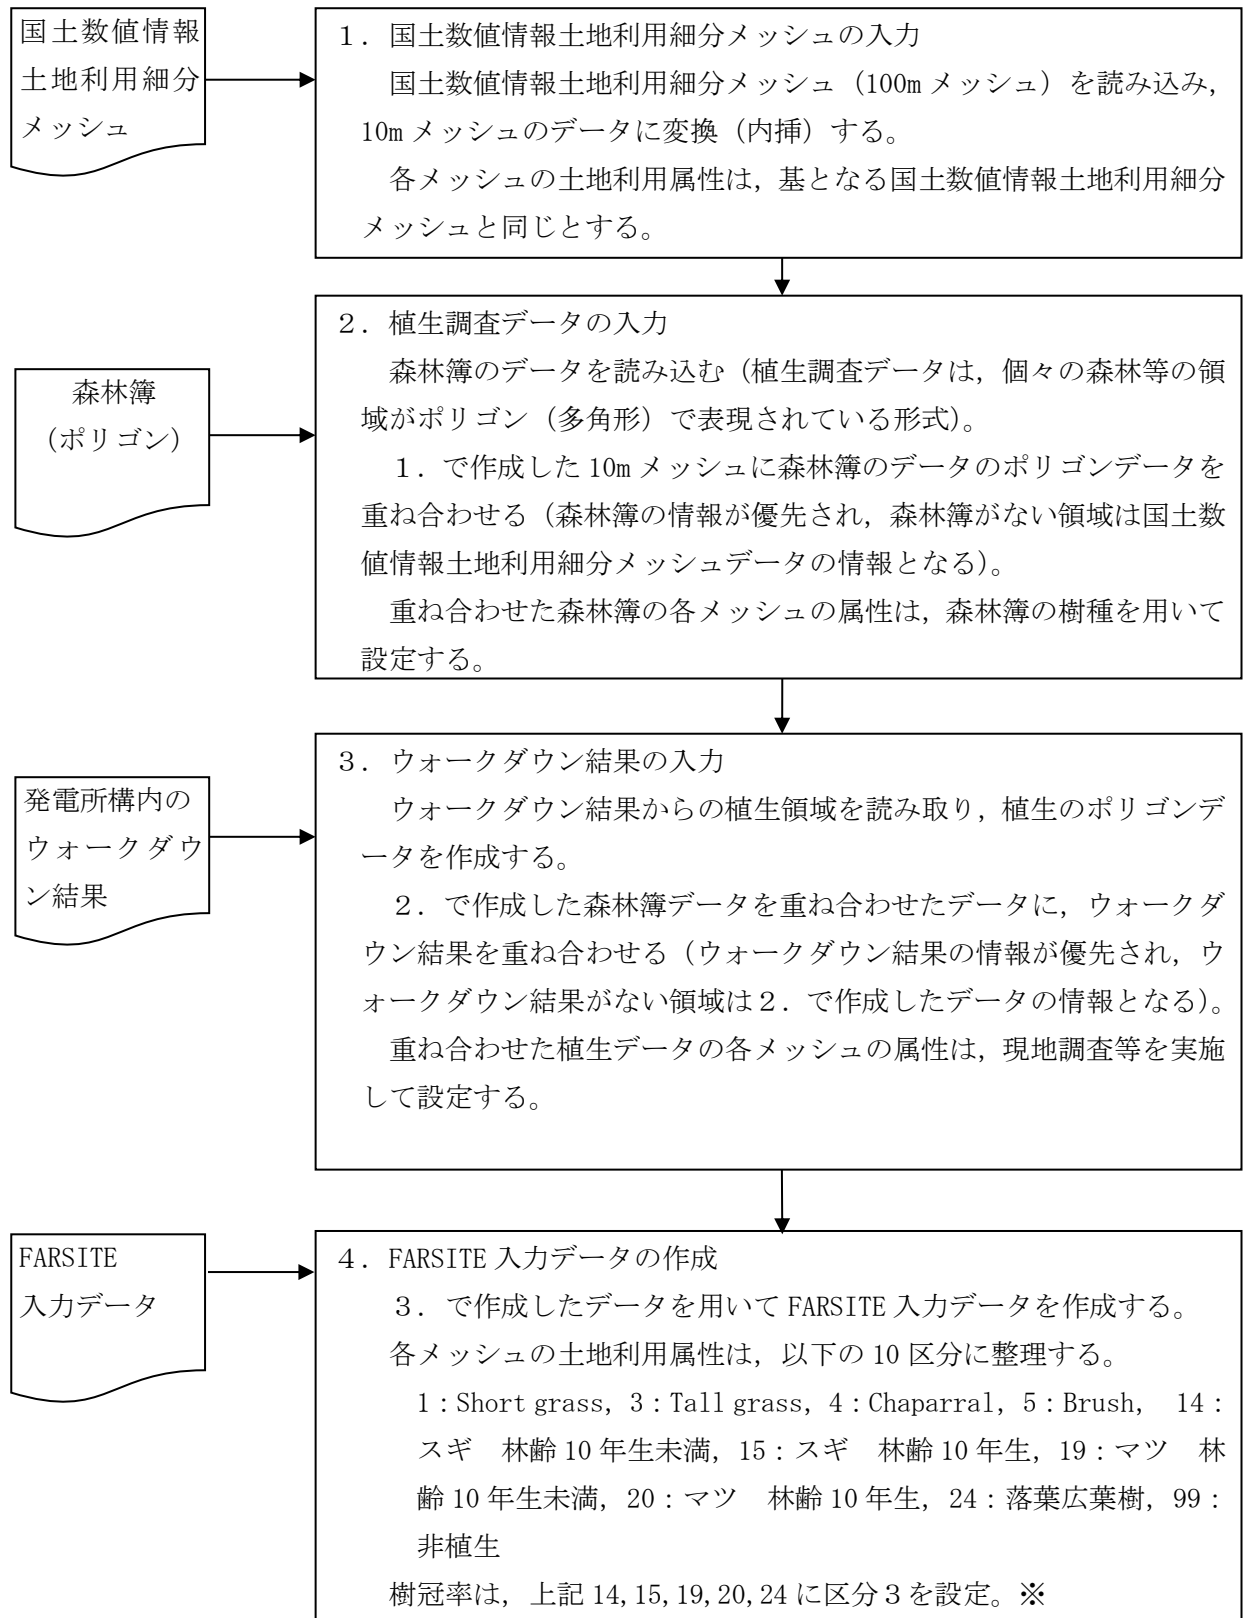 国土数値情報
土地利用細分
メッシュ
１．国土数値情報土地利用細分メッシュの入力
国土数値情報土地利用細分メッシュ（100m メッシュ）を読み込み，
10m メッシュのデータに変換（内挿）する。
各メッシュの土地利用属性は，基となる国土数値情報土地利用細分
メッシュと同じとする。
森林簿
（ポリゴン）
２．植生調査データの入力
森林簿のデータを読み込む（植生調査データは，個々の森林等の領
域がポリゴン（多角形）で表現されている形式）。
１．で作成した 10m メッシュに森林簿のデータのポリゴンデータを
重ね合わせる（森林簿の情報が優先され，森林簿がない領域は国土数
値情報土地利用細分メッシュデータの情報となる）。
重ね合わせた森林簿の各メッシュの属性は，森林簿の樹種を用いて
設定する。
発電所構内の
ウォークダウ
ン結果
３．ウォークダウン結果の入力
ウォークダウン結果からの植生領域を読み取り，植生のポリゴンデ
ータを作成する。
２．で作成した森林簿データを重ね合わせたデータに，ウォークダ
ウン結果を重ね合わせる（ウォークダウン結果の情報が優先され，ウ
ォークダウン結果がない領域は２．で作成したデータの情報となる）。
重ね合わせた植生データの各メッシュの属性は，現地調査等を実施
して設定する。
FARSITE
入力データ
４．FARSITE 入力データの作成
３．で作成したデータを用いて FARSITE 入力データを作成する。
各メッシュの土地利用属性は，以下の 10 区分に整理する。
1：Short grass，3：Tall grass，4：Chaparral，5：Brush，　14：
スギ　林齢 10 年生未満，15：スギ　林齢 10 年生，19：マツ　林
齢 10 年生未満，20：マツ　林齢 10 年生，24：落葉広葉樹，99：
非植生
樹冠率は，上記 14,15,19,20,24 に区分３を設定。※